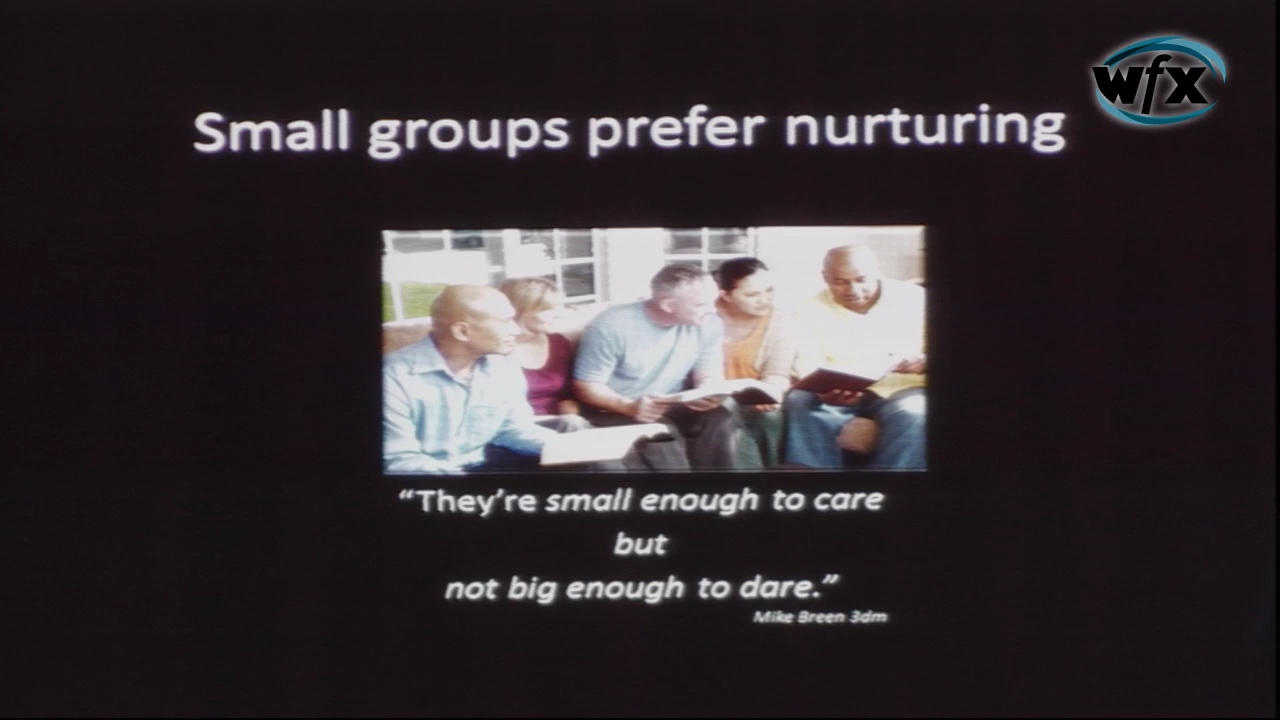 wfx
Small groups prefer nurturing
“They’re small enough to care
but
not big enough to dare.”
Mike Breen 3dm